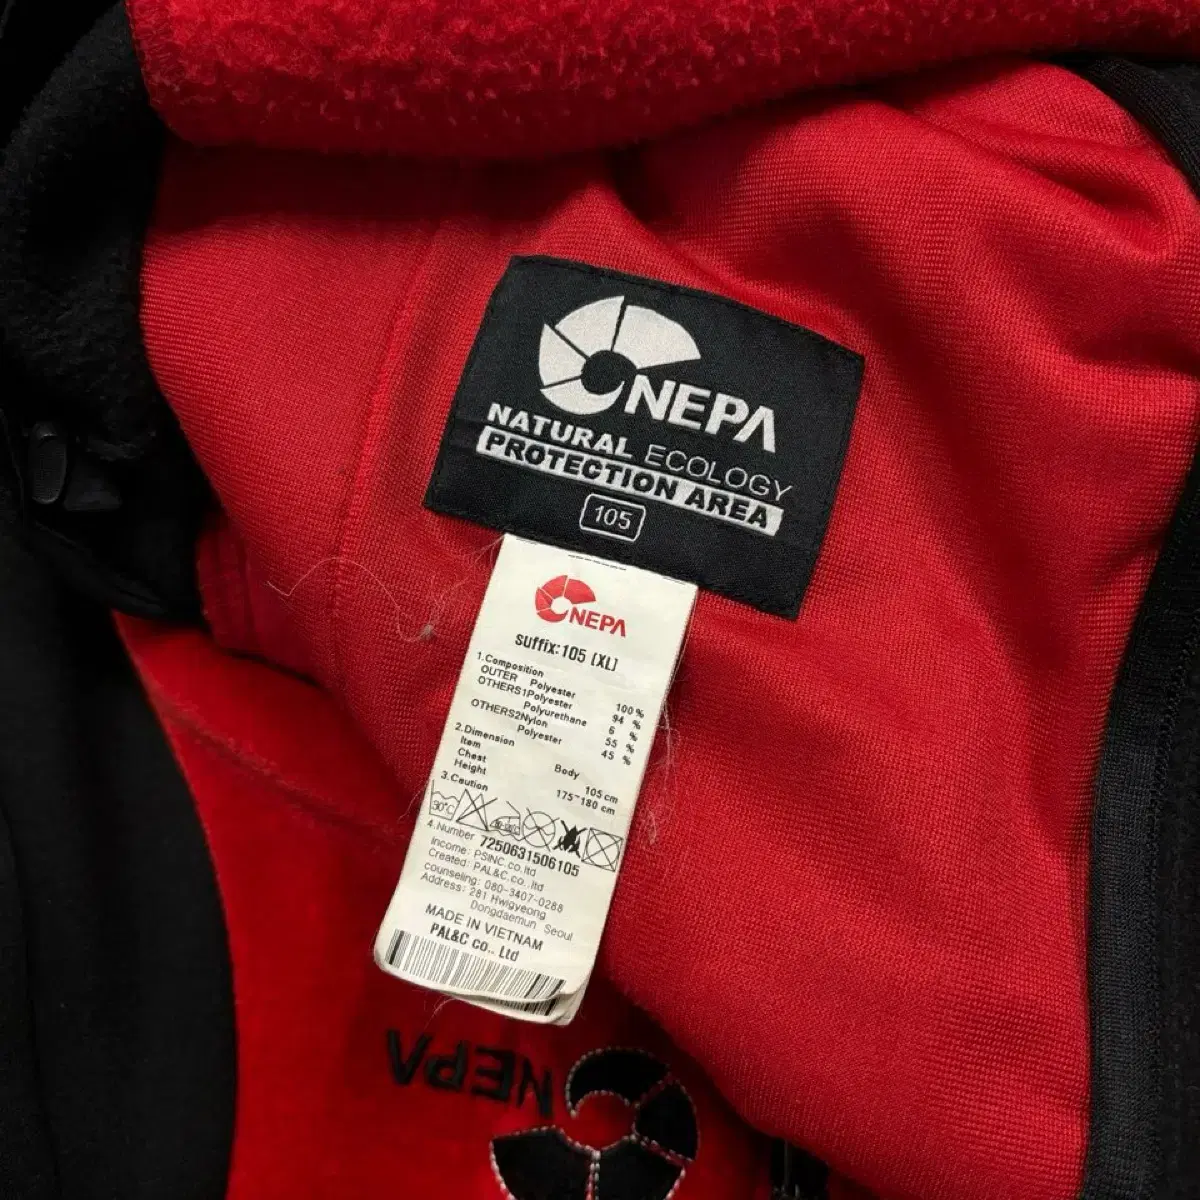 NEPA
NATURAL ECOLOGY
PROTECTION AREA
105
NEPA
suffix:105 (XL)
1.Composition
OUTER Polyester 100 %
OTHERS1Polyester 94 %
Polyurethane 6 %
OTHERS2Nylon 55 %
Polyester 45 %
2.Dimension
Item Body
Chest 105 cm
Height 175~180 cm
3.Caution
30°C
4.Number 7250631506105
Income: PSINC.co.ltd
Created: PAL&C.co..ltd
counseling: 080-3407-0288
Address: 281 Hwigyeong
Dongdaemun Seoul
MADE IN VIETNAM
PAL&C co.. Ltd
NEPA